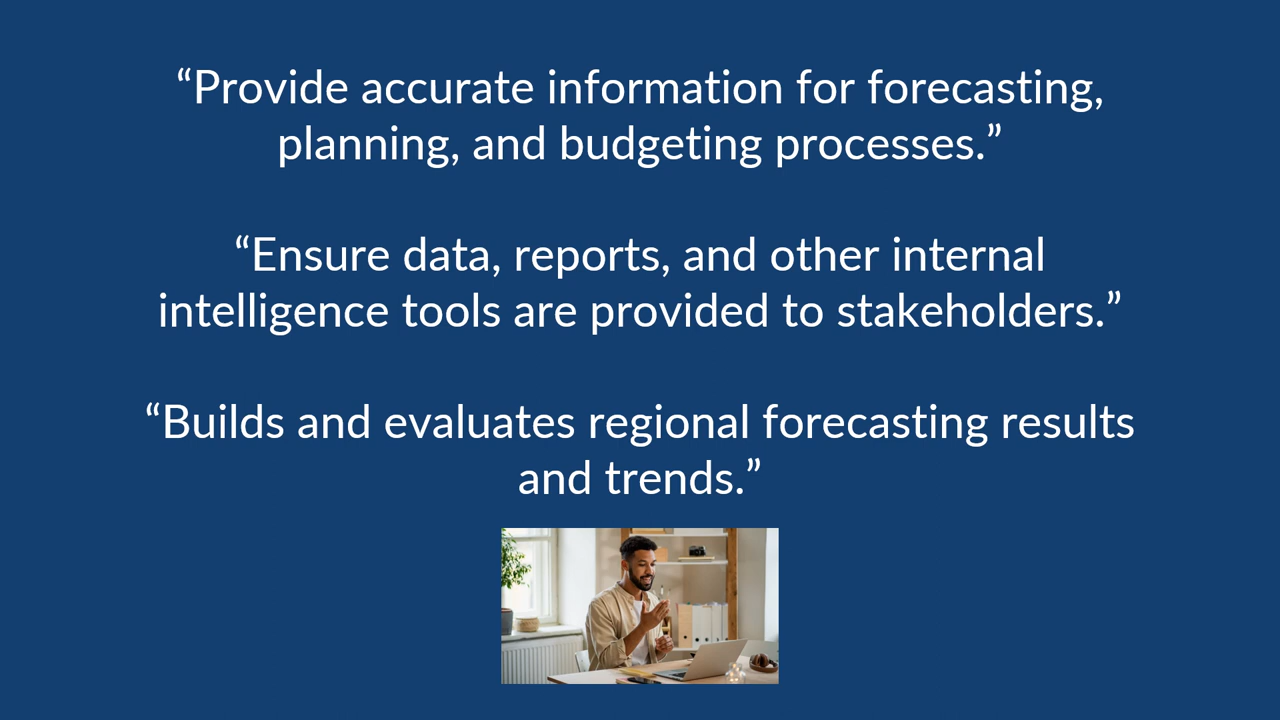 “Provide accurate information for forecasting,
planning, and budgeting processes.”
“Ensure data, reports, and other internal
intelligence tools are provided to stakeholders.”
“Builds and evaluates regional forecasting results
and trends.”